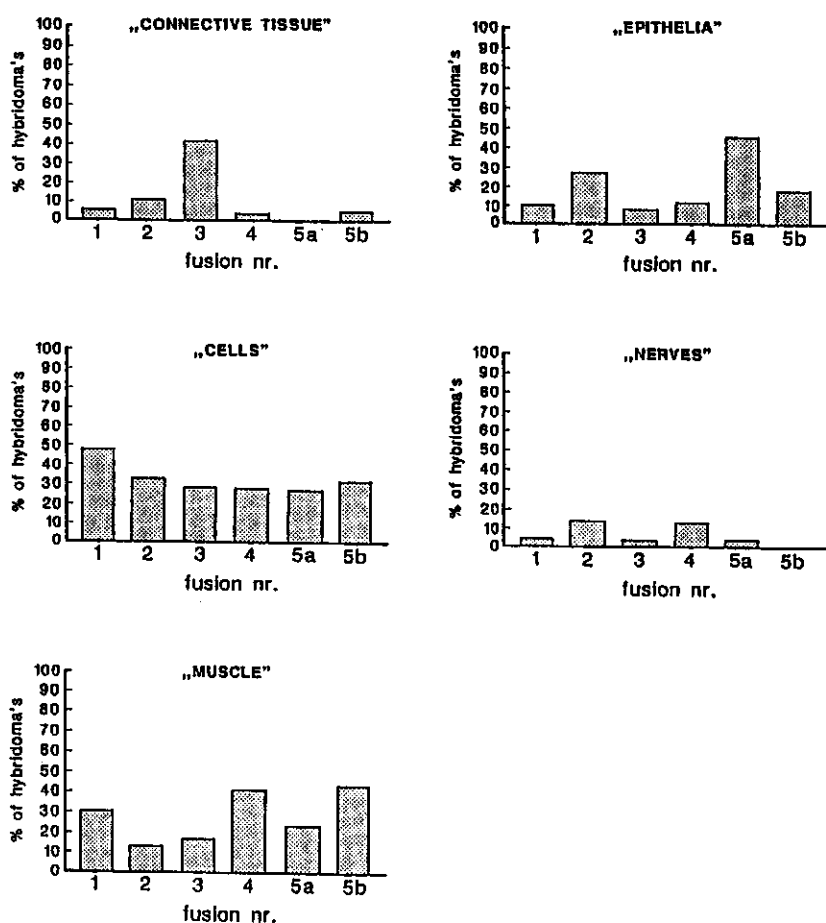 „CONNECTIVE TISSUE”
% of hybridoma's
100
90
80
70
60
50
40
30
20
10
0
1 2 3 4 5a 5b
fusion nr.
„EPITHELIA”
% of hybridoma's
100
90
80
70
60
50
40
30
20
10
0
1 2 3 4 5a 5b
fusion nr.
„CELLS”
% of hybridoma's
100
90
80
70
60
50
40
30
20
10
0
1 2 3 4 5a 5b
fusion nr.
„NERVES”
% of hybridoma's
100
90
80
70
60
50
40
30
20
10
0
1 2 3 4 5a 5b
fusion nr.
„MUSCLE”
% of hybridoma's
100
90
80
70
60
50
40
30
20
10
0
1 2 3 4 5a 5b
fusion nr.